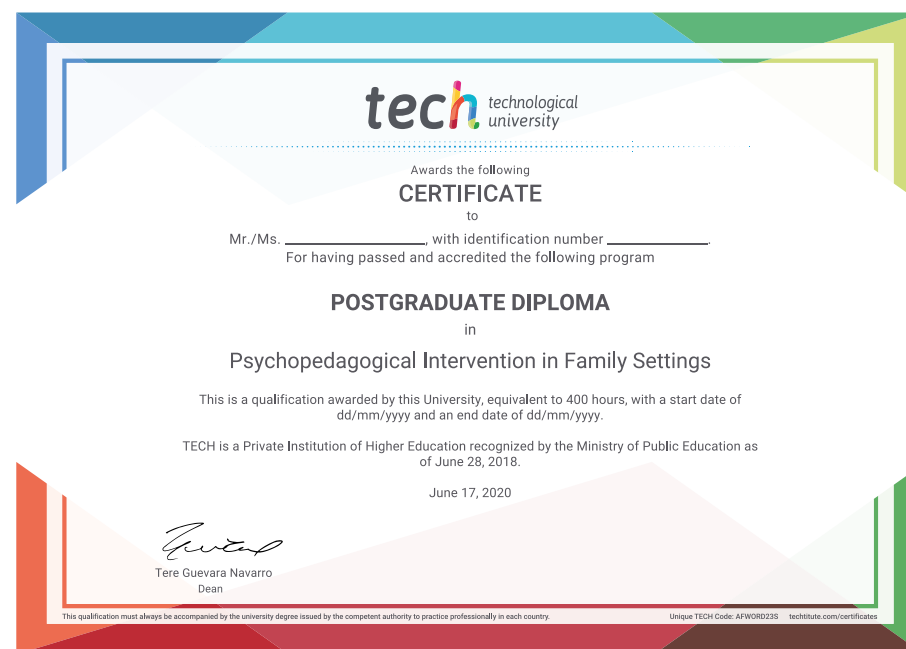 tech technological
university
Awards the following
CERTIFICATE
to
Mr./Ms. ____________________, with identification number ______________.
For having passed and accredited the following program
POSTGRADUATE DIPLOMA
in
Psychopedagogical Intervention in Family Settings
This is a qualification awarded by this University, equivalent to 400 hours, with a start date of
dd/mm/yyyy and an end date of dd/mm/yyyy.
TECH is a Private Institution of Higher Education recognized by the Ministry of Public Education as
of June 28, 2018.
June 17, 2020
Tere Guevara Navarro
Dean
This qualification must always be accompanied by the university degree issued by the competent authority to practice professionally in each country.
Unique TECH Code: AFWORD23S techtitute.com/certificates